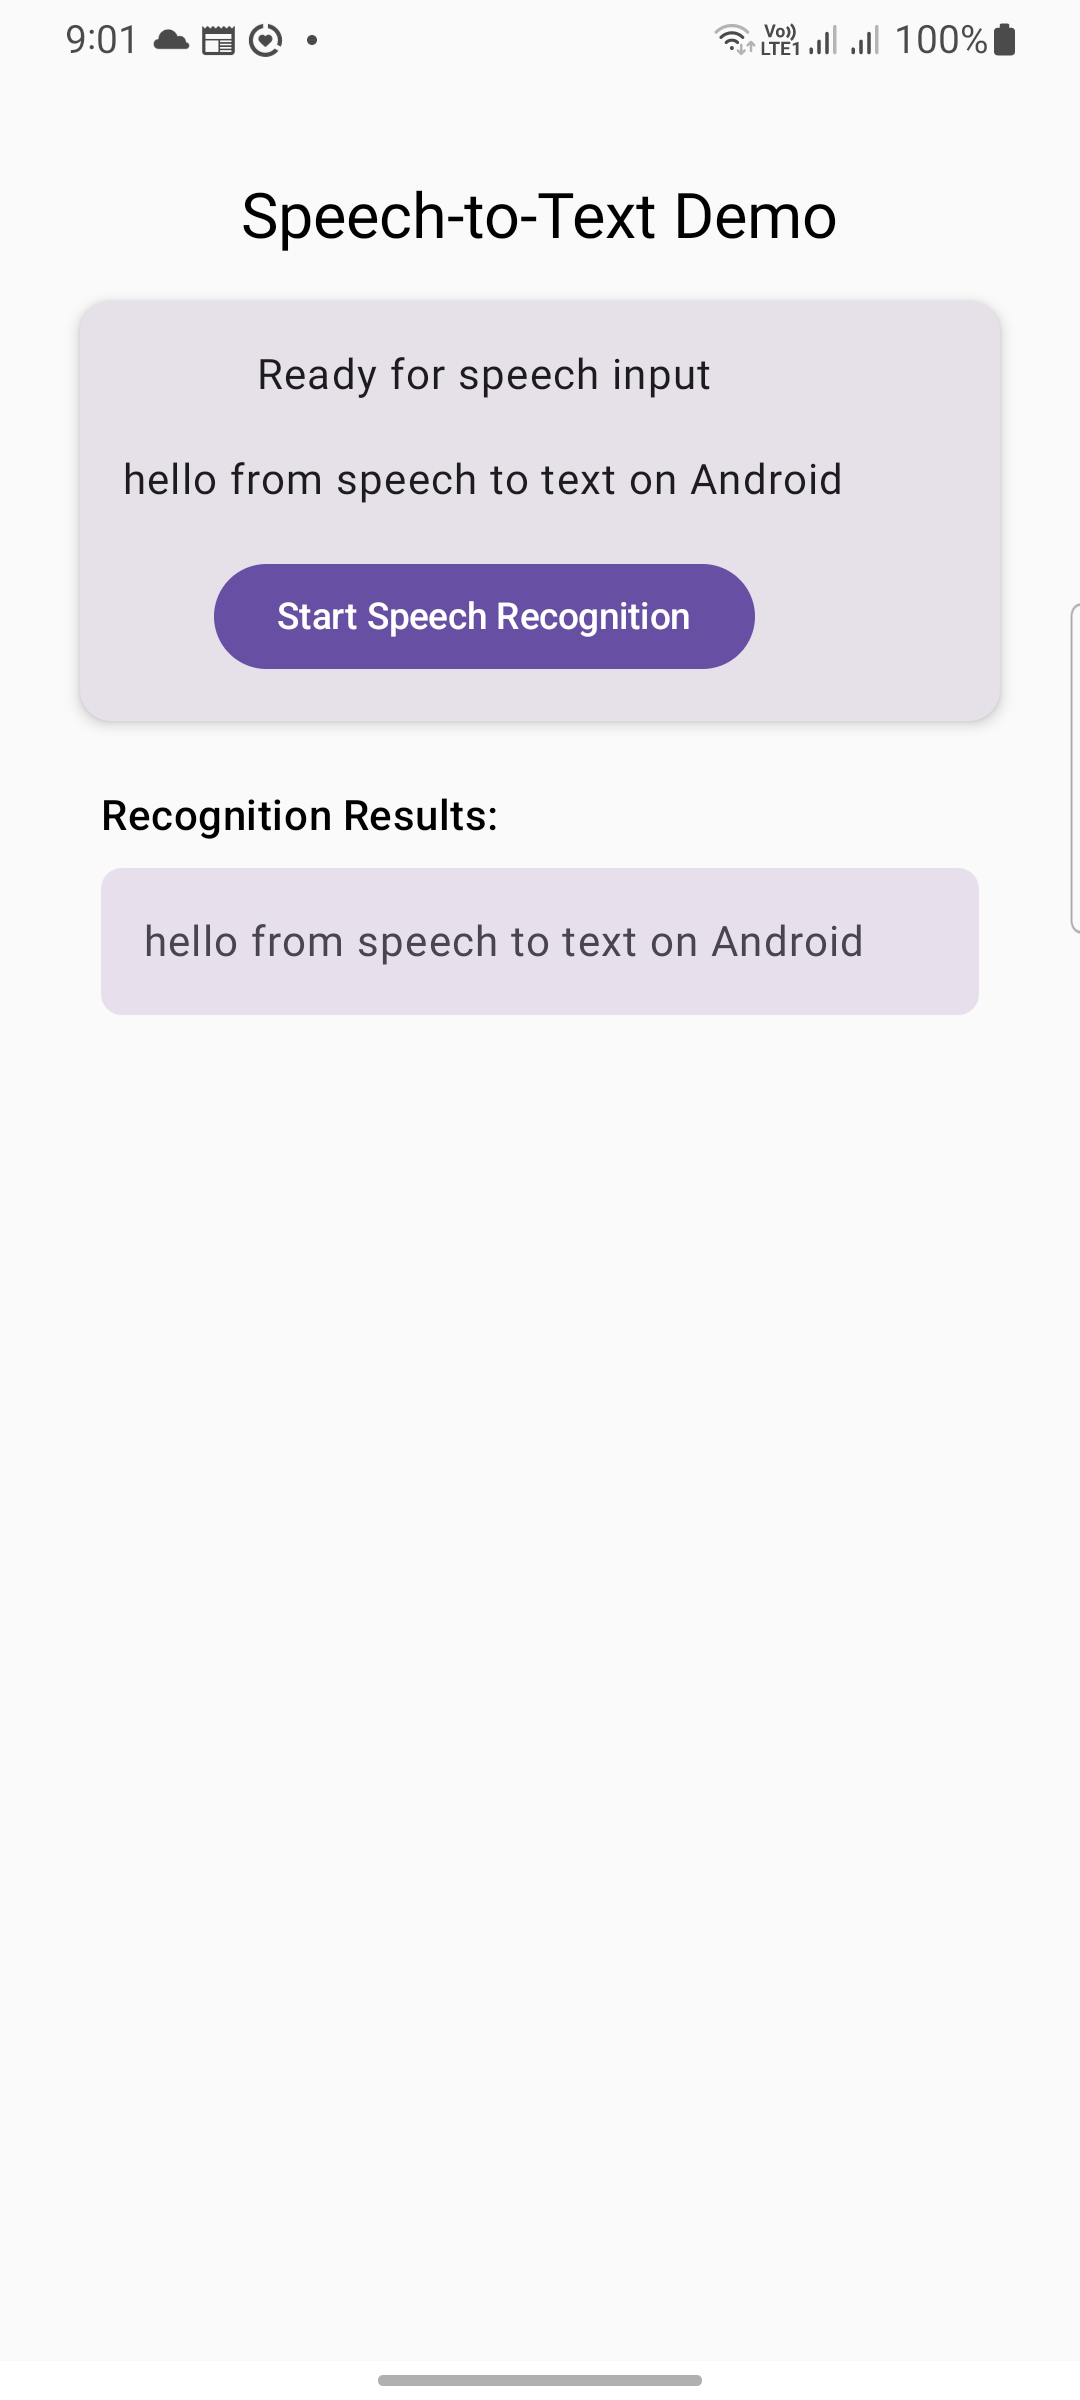 9:01
Vo)) LTE1 100%
Speech-to-Text Demo
Ready for speech input
hello from speech to text on Android
Start Speech Recognition
Recognition Results:
hello from speech to text on Android